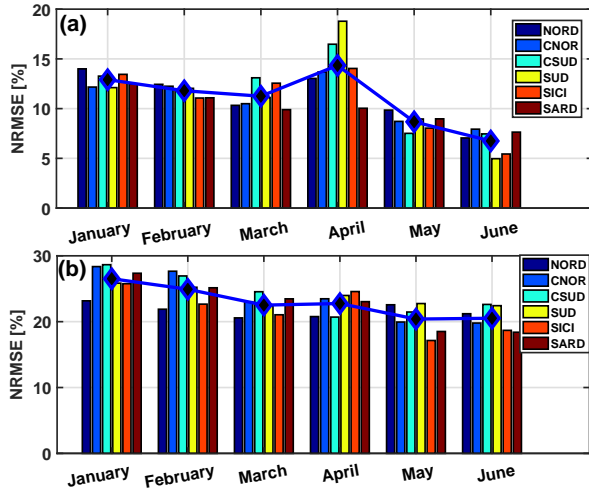 (a)
NRMSE [%]
20
15
10
5
0
January February March April May June
NORD
CNOR
CSUD
SUD
SICI
SARD
(b)
NRMSE [%]
30
20
10
0
January February March April May June
NORD
CNOR
CSUD
SUD
SICI
SARD